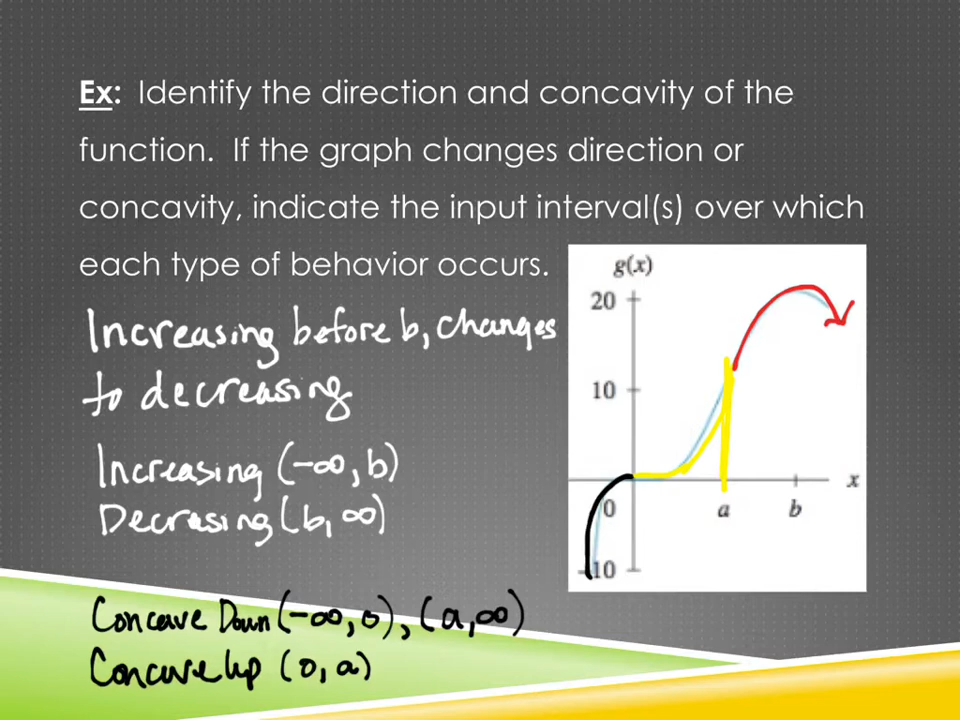 Ex: Identify the direction and concavity of the
function. If the graph changes direction or
concavity, indicate the input interval(s) over which
each type of behavior occurs.
Increasing before b, changes
to decreasing
Increasing (-∞, b)
Decreasing (b, ∞)
Concave Down (-∞, 0), (a, ∞)
Concave Up (0, a)
g(x)
20
10
0
a
b
x
-10